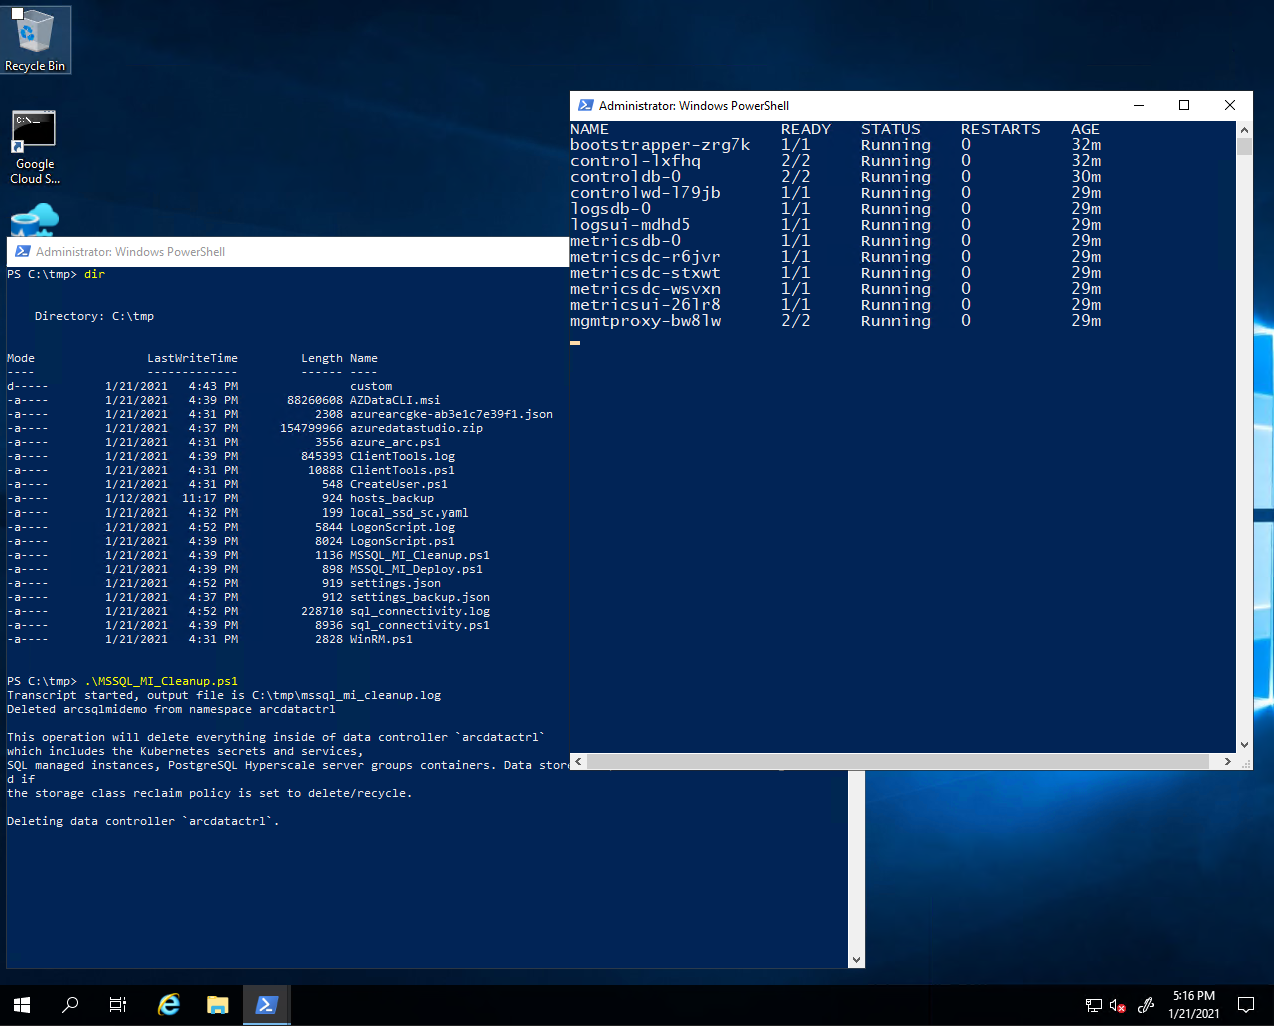 Recycle Bin
Google
Cloud S...
Administrator: Windows PowerShell
NAME READY STATUS RESTARTS AGE
bootstrapper-zrg7k 1/1 Running 0 32m
control-lxfhq 2/2 Running 0 32m
controldb-0 2/2 Running 0 30m
controlwd-l79jb 1/1 Running 0 29m
logsdb-0 1/1 Running 0 29m
logsui-mdhd5 1/1 Running 0 29m
metricsdb-0 1/1 Running 0 29m
metricsdc-r6jvr 1/1 Running 0 29m
metricsdc-stxwt 1/1 Running 0 29m
metricsdc-wsvxn 1/1 Running 0 29m
metricsui-26lr8 1/1 Running 0 29m
mgmtproxy-bw8lw 2/2 Running 0 29m
Administrator: Windows PowerShell
PS C:\tmp> dir
Directory: C:\tmp
Mode LastWriteTime Length Name
---- ------------- ------ ----
d----- 1/21/2021 4:43 PM custom
-a---- 1/21/2021 4:39 PM 88260608 AZDataCLI.msi
-a---- 1/21/2021 4:31 PM 2308 azurearcgke-ab3e1c7e39f1.json
-a---- 1/21/2021 4:37 PM 154799966 azuredatastudio.zip
-a---- 1/21/2021 4:31 PM 3556 azure_arc.ps1
-a---- 1/21/2021 4:39 PM 845393 ClientTools.log
-a---- 1/21/2021 4:31 PM 10888 ClientTools.ps1
-a---- 1/21/2021 4:31 PM 548 CreateUser.ps1
-a---- 1/12/2021 11:17 PM 924 hosts_backup
-a---- 1/21/2021 4:32 PM 199 local_ssd_sc.yaml
-a---- 1/21/2021 4:52 PM 5844 LogonScript.log
-a---- 1/21/2021 4:39 PM 8024 LogonScript.ps1
-a---- 1/21/2021 4:39 PM 1136 MSSQL_MI_Cleanup.ps1
-a---- 1/21/2021 4:39 PM 898 MSSQL_MI_Deploy.ps1
-a---- 1/21/2021 4:52 PM 919 settings.json
-a---- 1/21/2021 4:37 PM 912 settings_backup.json
-a---- 1/21/2021 4:52 PM 228710 sql_connectivity.log
-a---- 1/21/2021 4:39 PM 8936 sql_connectivity.ps1
-a---- 1/21/2021 4:31 PM 2828 WinRM.ps1
PS C:\tmp> .\MSSQL_MI_Cleanup.ps1
Transcript started, output file is C:\tmp\mssql_mi_cleanup.log
Deleted arcsqlmidemo from namespace arcdatactrl
This operation will delete everything inside of data controller `arcdatactrl`
which includes the Kubernetes secrets and services,
SQL managed instances, PostgreSQL Hyperscale server groups containers. Data stor
d if
the storage class reclaim policy is set to delete/recycle.
Deleting data controller `arcdatactrl`.
5:16 PM
1/21/2021